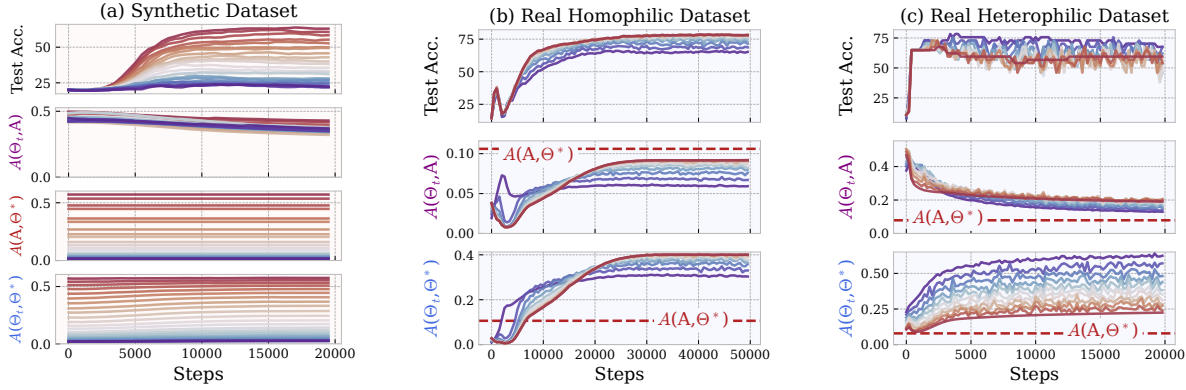 (a) Synthetic Dataset
Test Acc.
50
25
A(Θt,A)
0.5
0.0
A(A,Θ*)
0.5
0.0
A(Θt,Θ*)
0.5
0.0
0 5000 10000 15000 20000
Steps
(b) Real Homophilic Dataset
Test Acc.
75
50
25
A(Θt,A)
0.10
0.05
0.00
A(A,Θ*)
A(Θt,Θ*)
0.4
0.2
0.0
A(A,Θ*)
0 10000 20000 30000 40000 50000
Steps
(c) Real Heterophilic Dataset
Test Acc.
75
50
25
A(Θt,A)
0.4
0.2
0.0
A(A,Θ*)
A(Θt,Θ*)
0.50
0.25
0.00
A(A,Θ*)
0 5000 10000 15000 20000
Steps